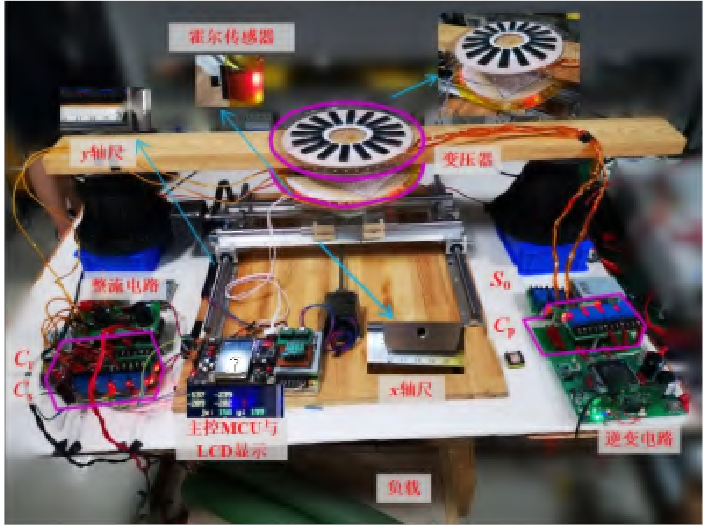 霍尔传感器
y轴尺
变压器
整流电路
S₀
Cₚ
Cₛ
x轴尺
主控MCU与
LCD显示
逆变电路
负载